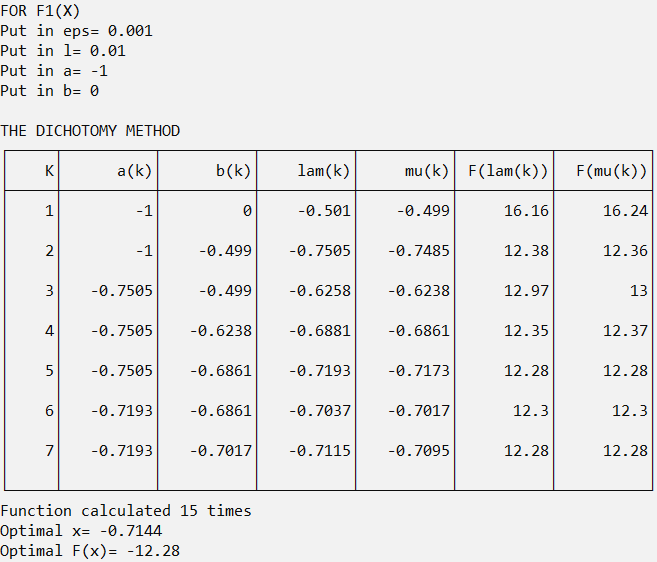 FOR F1(X)
Put in eps= 0.001
Put in l= 0.01
Put in a= -1
Put in b= 0
THE DICHOTOMY METHOD
K a(k) b(k) lam(k) mu(k) F(lam(k)) F(mu(k))
1 -1 0 -0.501 -0.499 16.16 16.24
2 -1 -0.499 -0.7505 -0.7485 12.38 12.36
3 -0.7505 -0.499 -0.6258 -0.6238 12.97 13
4 -0.7505 -0.6238 -0.6881 -0.6861 12.35 12.37
5 -0.7505 -0.6861 -0.7193 -0.7173 12.28 12.28
6 -0.7193 -0.6861 -0.7037 -0.7017 12.3 12.3
7 -0.7193 -0.7017 -0.7115 -0.7095 12.28 12.28
Function calculated 15 times
Optimal x= -0.7144
Optimal F(x)= -12.28